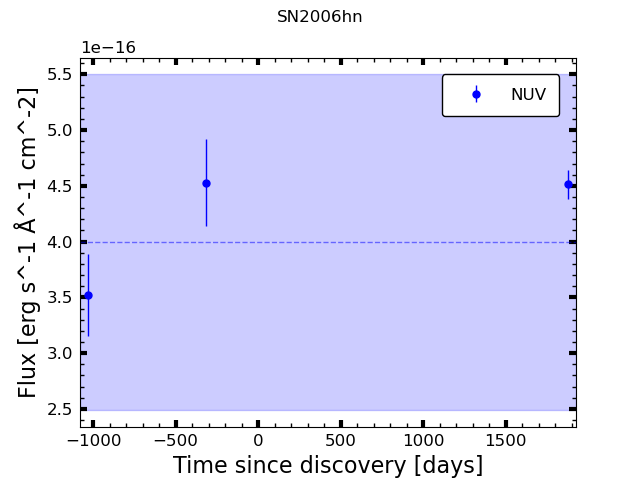 SN2006hn
1e−16
NUV
5.5
5.0
4.5
4.0
3.5
3.0
2.5
Flux [erg s^-1 Å^-1 cm^-2]
−1000 −500 0 500 1000 1500
Time since discovery [days]